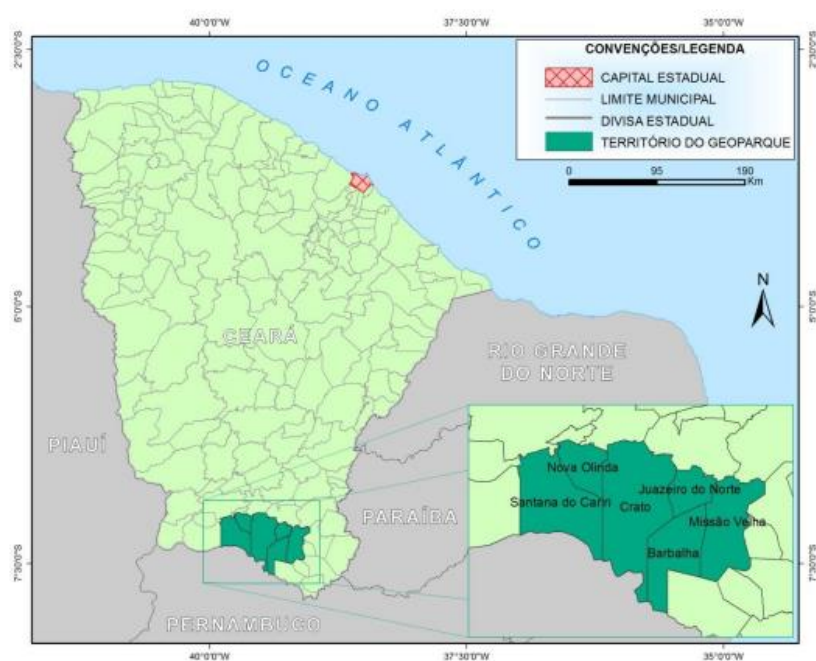 40°0'0"W
37°30'0"W
35°0'0"W
2°30'0"S
2°30'0"S
CONVENÇÕES/LEGENDA
CAPITAL ESTADUAL
LIMITE MUNICIPAL
DIVISA ESTADUAL
TERRITÓRIO DO GEOPARQUE
0 95 190
Km
OCEANO ATLÂNTICO
N
5°0'0"S
CEARÁ
RIO GRANDE
DO NORTE
PIAUÍ
PARAÍBA
PERNAMBUCO
Nova Olinda
Juazeiro do Norte
Santana do Cariri
Crato
Missão Velha
Barbalha
7°30'0"S
7°30'0"S
40°0'0"W
37°30'0"W
35°0'0"W